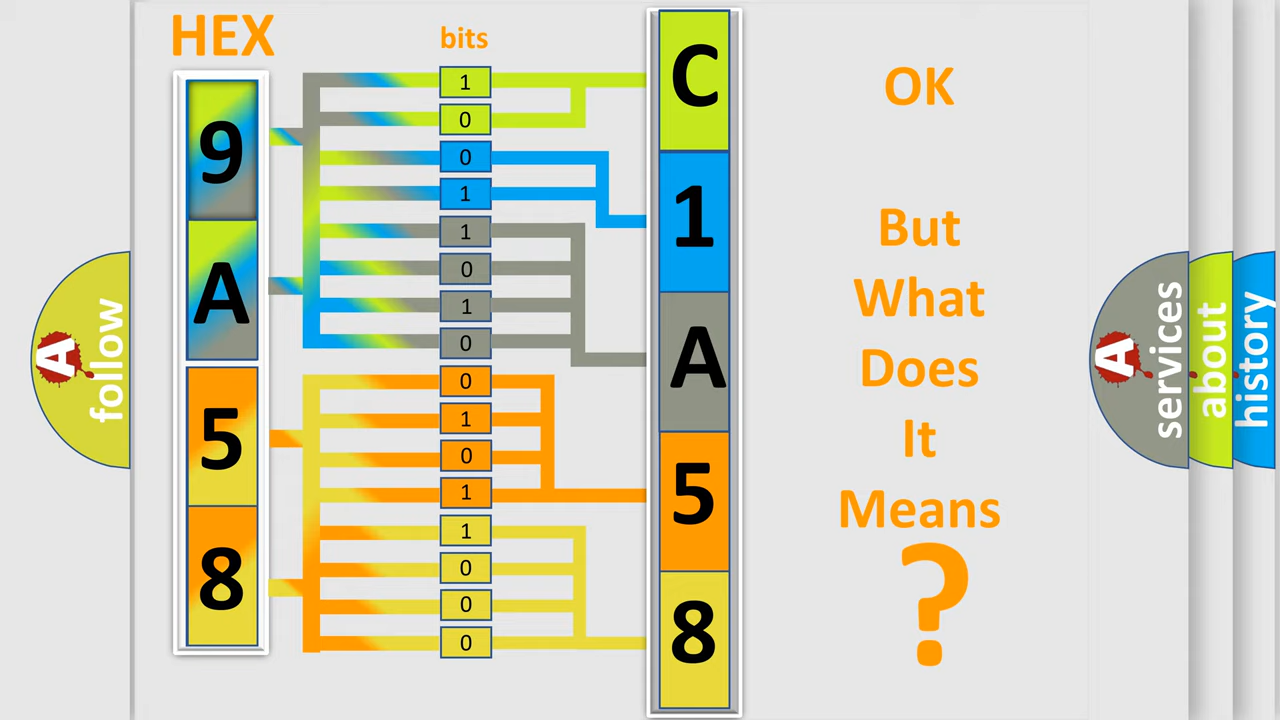 HEX
bits
9
A
5
8
1
0
0
1
1
0
1
0
0
1
0
1
1
0
0
0
C
1
A
5
8
OK
But
What
Does
It
Means
?
A
follow
A
services
about
history